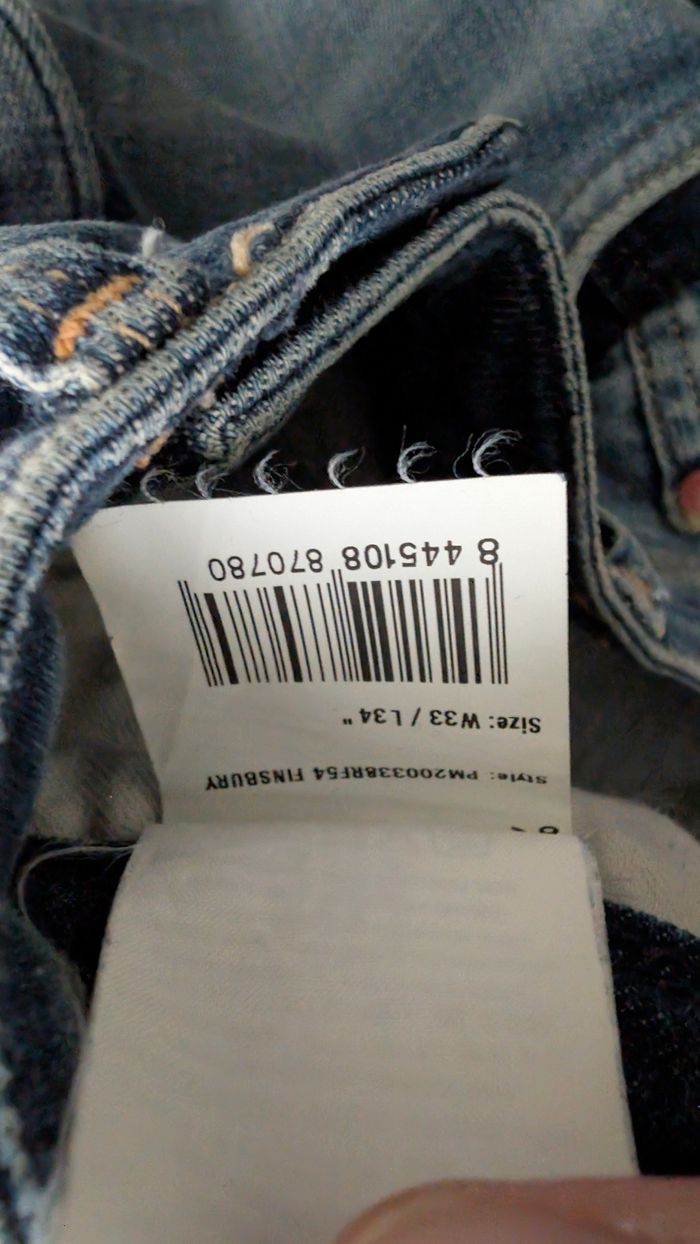 8 445108 870780
Size: W33 / L34"
Style: PM200338RF54 FINSBURY